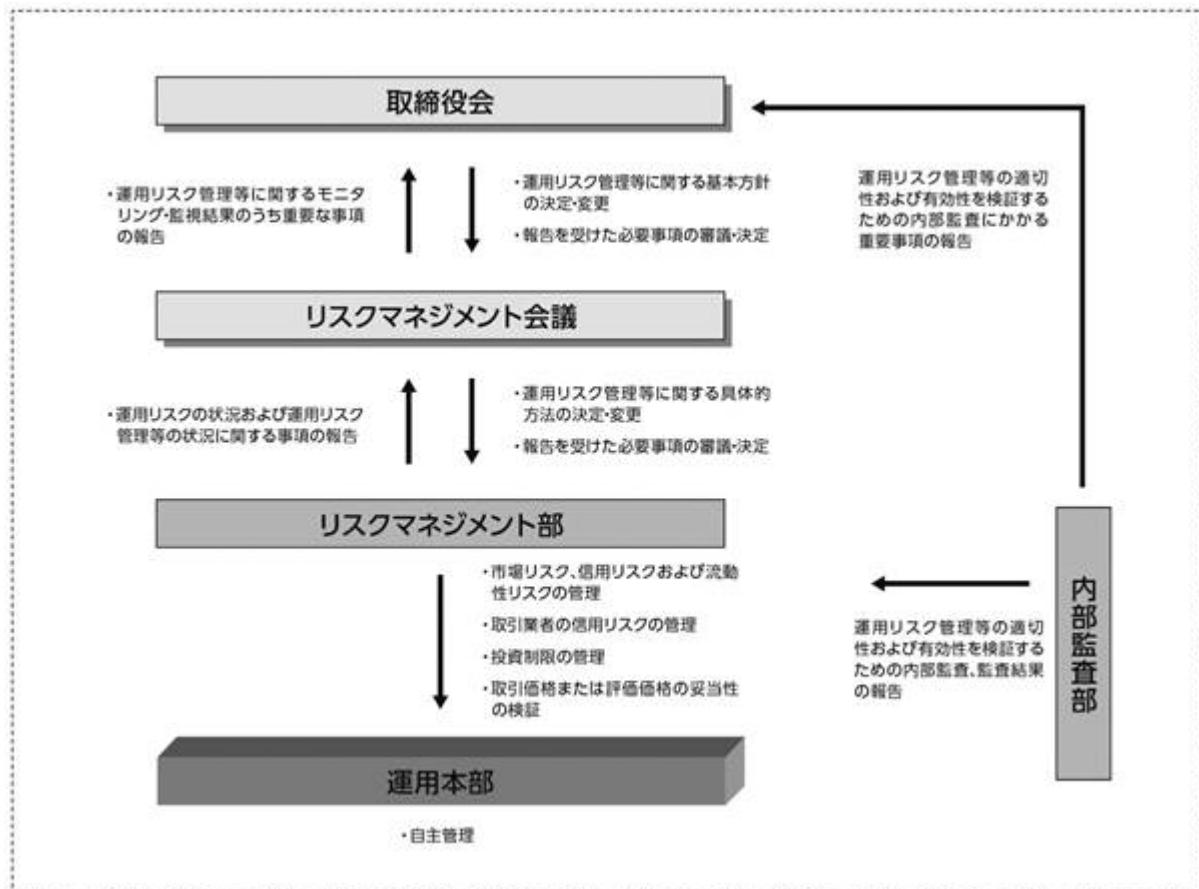 取締役会
・運用リスク管理等に関するモニタ
リング・監視結果のうち重要な事項
の報告
・運用リスク管理等に関する基本方針
の決定・変更
・報告を受けた必要事項の審議・決定
運用リスク管理等の適切
性および有効性を検証す
るための内部監査にかかる
重要事項の報告
リスクマネジメント会議
・運用リスクの状況および運用リスク
管理等の状況に関する事項の報告
・運用リスク管理等に関する具体的
方法の決定・変更
・報告を受けた必要事項の審議・決定
リスクマネジメント部
・市場リスク、信用リスクおよび流動
性リスクの管理
・取引業者の信用リスクの管理
・投資制限の管理
・取引価格または評価価格の妥当性
の検証
内部監査部
運用リスク管理等の適切
性および有効性を検証する
ための内部監査、監査結果
の報告
運用本部
・自主管理